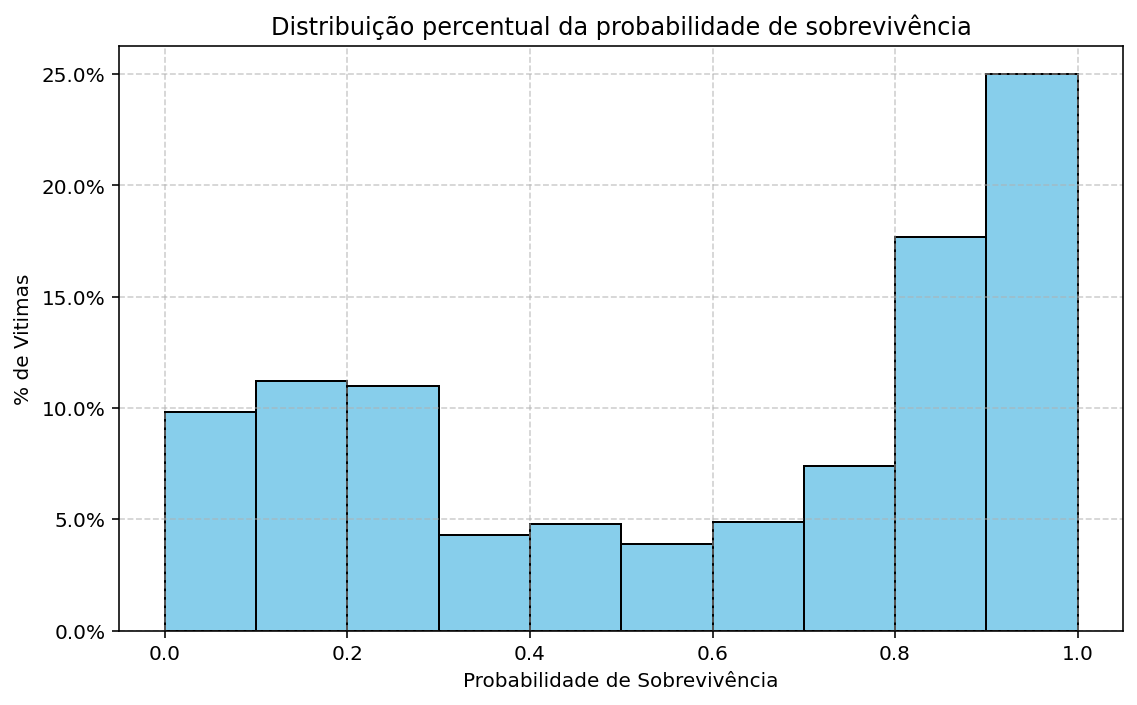 Distribuição percentual da probabilidade de sobrevivência
25.0%
20.0%
15.0%
10.0%
5.0%
0.0%
% de Vitimas
0.0 0.2 0.4 0.6 0.8 1.0
Probabilidade de Sobrevivência